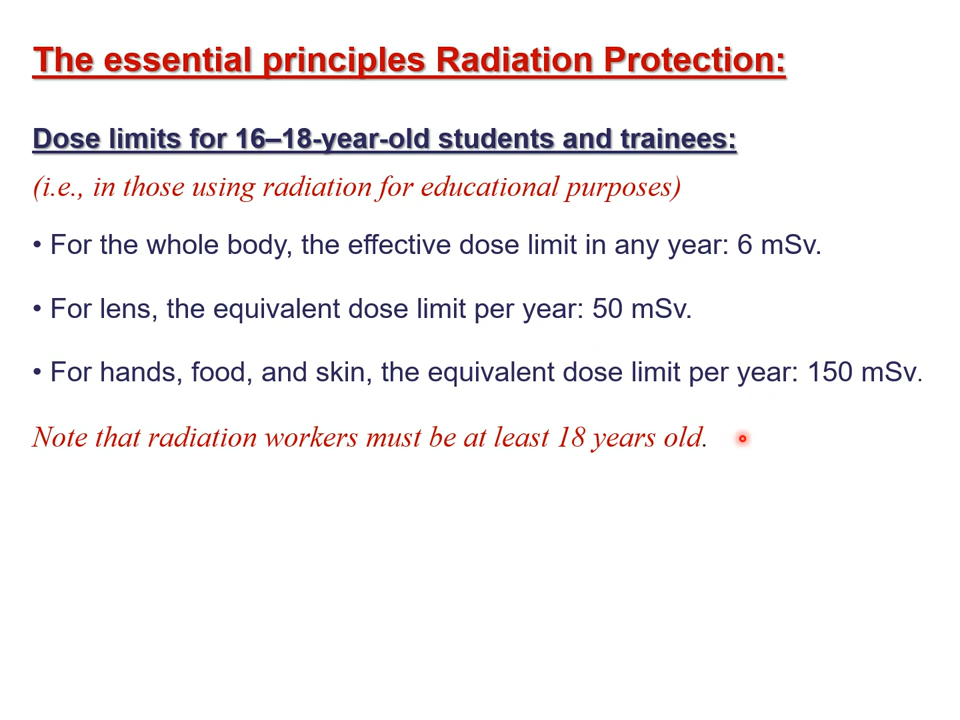 The essential principles Radiation Protection:
Dose limits for 16–18-year-old students and trainees:
(i.e., in those using radiation for educational purposes)
• For the whole body, the effective dose limit in any year: 6 mSv.
• For lens, the equivalent dose limit per year: 50 mSv.
• For hands, food, and skin, the equivalent dose limit per year: 150 mSv.
Note that radiation workers must be at least 18 years old.